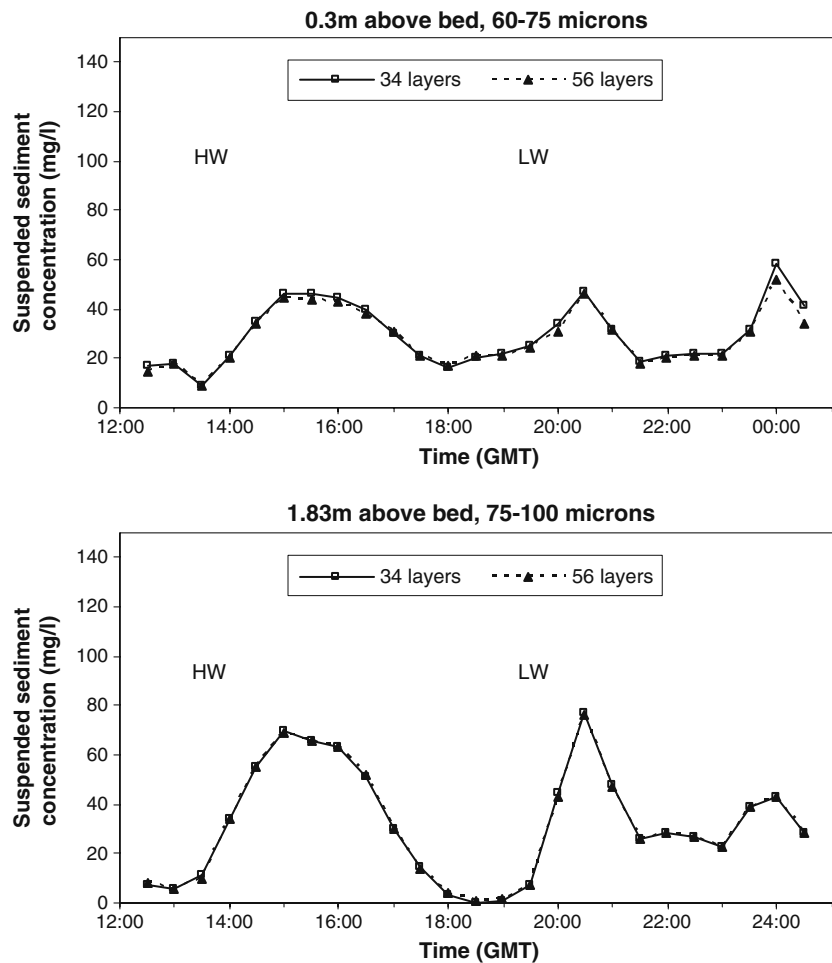 0.3m above bed, 60-75 microns
Suspended sediment
concentration (mg/l)
140
120
100
80
60
40
20
0
34 layers
56 layers
HW
LW
12:00
14:00
16:00
18:00
20:00
22:00
00:00
Time (GMT)
1.83m above bed, 75-100 microns
Suspended sediment
concentration (mg/l)
140
120
100
80
60
40
20
0
34 layers
56 layers
HW
LW
12:00
14:00
16:00
18:00
20:00
22:00
24:00
Time (GMT)